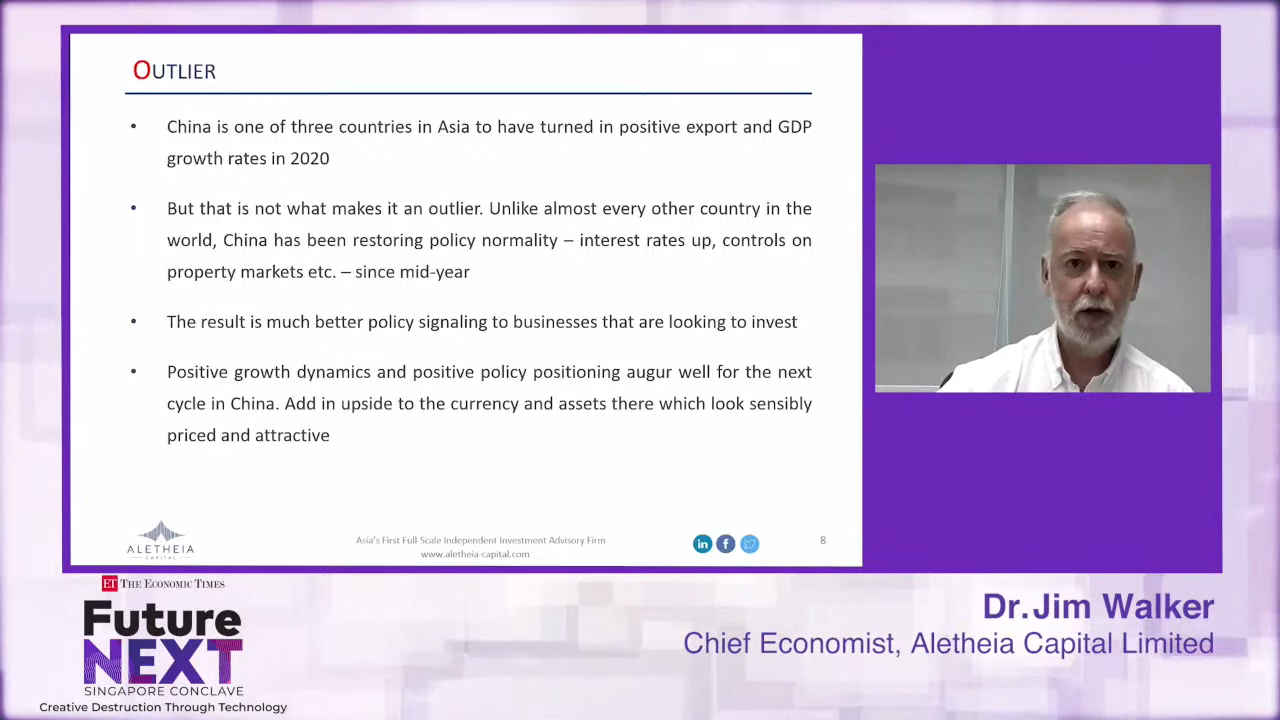 OUTLIER
• China is one of three countries in Asia to have turned in positive export and GDP
growth rates in 2020
• But that is not what makes it an outlier. Unlike almost every other country in the
world, China has been restoring policy normality – interest rates up, controls on
property markets etc. – since mid-year
• The result is much better policy signaling to businesses that are looking to invest
• Positive growth dynamics and positive policy positioning augur well for the next
cycle in China. Add in upside to the currency and assets there which look sensibly
priced and attractive
ALETHEIA
CAPITAL
Asia's First Full-Scale Independent Investment Advisory Firm
www.aletheia-capital.com
in f
8
ET THE ECONOMIC TIMES
Future
NEXT
SINGAPORE CONCLAVE
Creative Destruction Through Technology
Dr. Jim Walker
Chief Economist, Aletheia Capital Limited